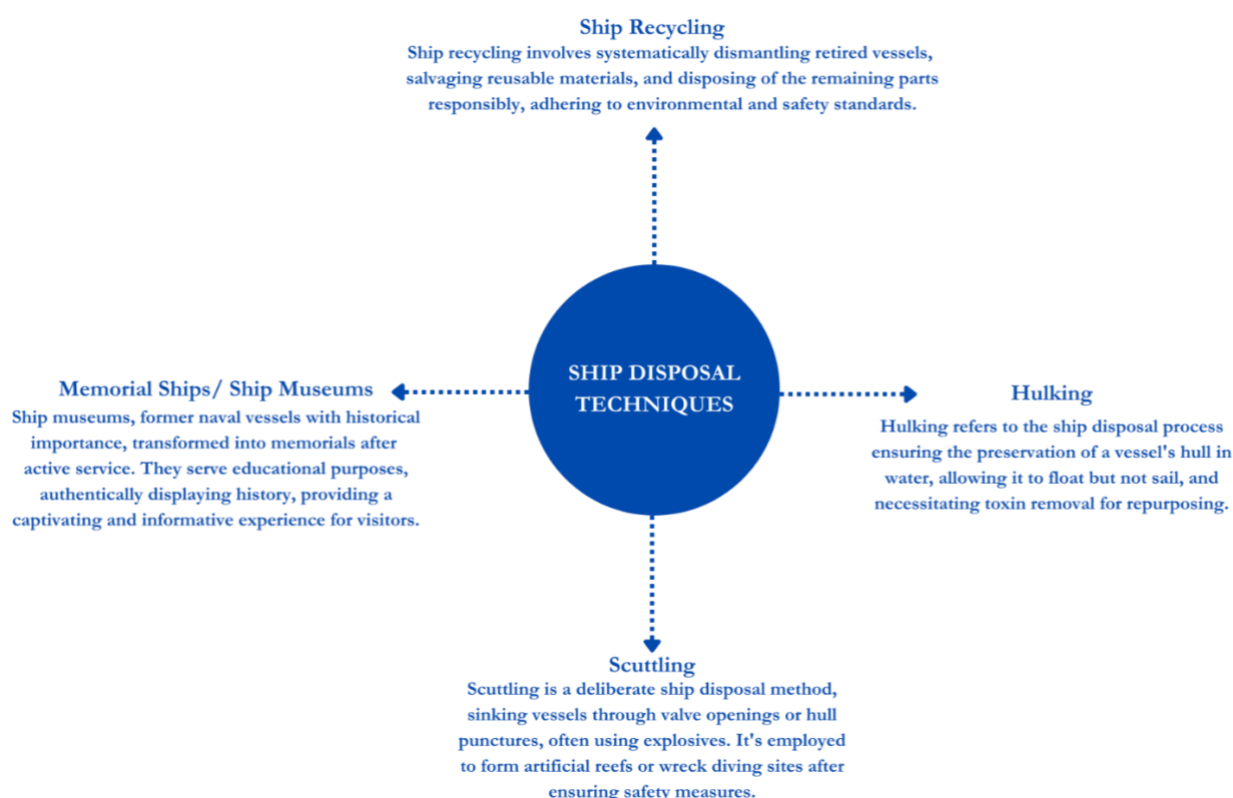 Ship Recycling
Ship recycling involves systematically dismantling retired vessels,
salvaging reusable materials, and disposing of the remaining parts
responsibly, adhering to environmental and safety standards.
SHIP DISPOSAL
TECHNIQUES
Memorial Ships/ Ship Museums
Ship museums, former naval vessels with historical
importance, transformed into memorials after
active service. They serve educational purposes,
authentically displaying history, providing a
captivating and informative experience for visitors.
Hulking
Hulking refers to the ship disposal process
ensuring the preservation of a vessel's hull in
water, allowing it to float but not sail, and
necessitating toxin removal for repurposing.
Scuttling
Scuttling is a deliberate ship disposal method,
sinking vessels through valve openings or hull
punctures, often using explosives. It's employed
to form artificial reefs or wreck diving sites after
ensuring safety measures.